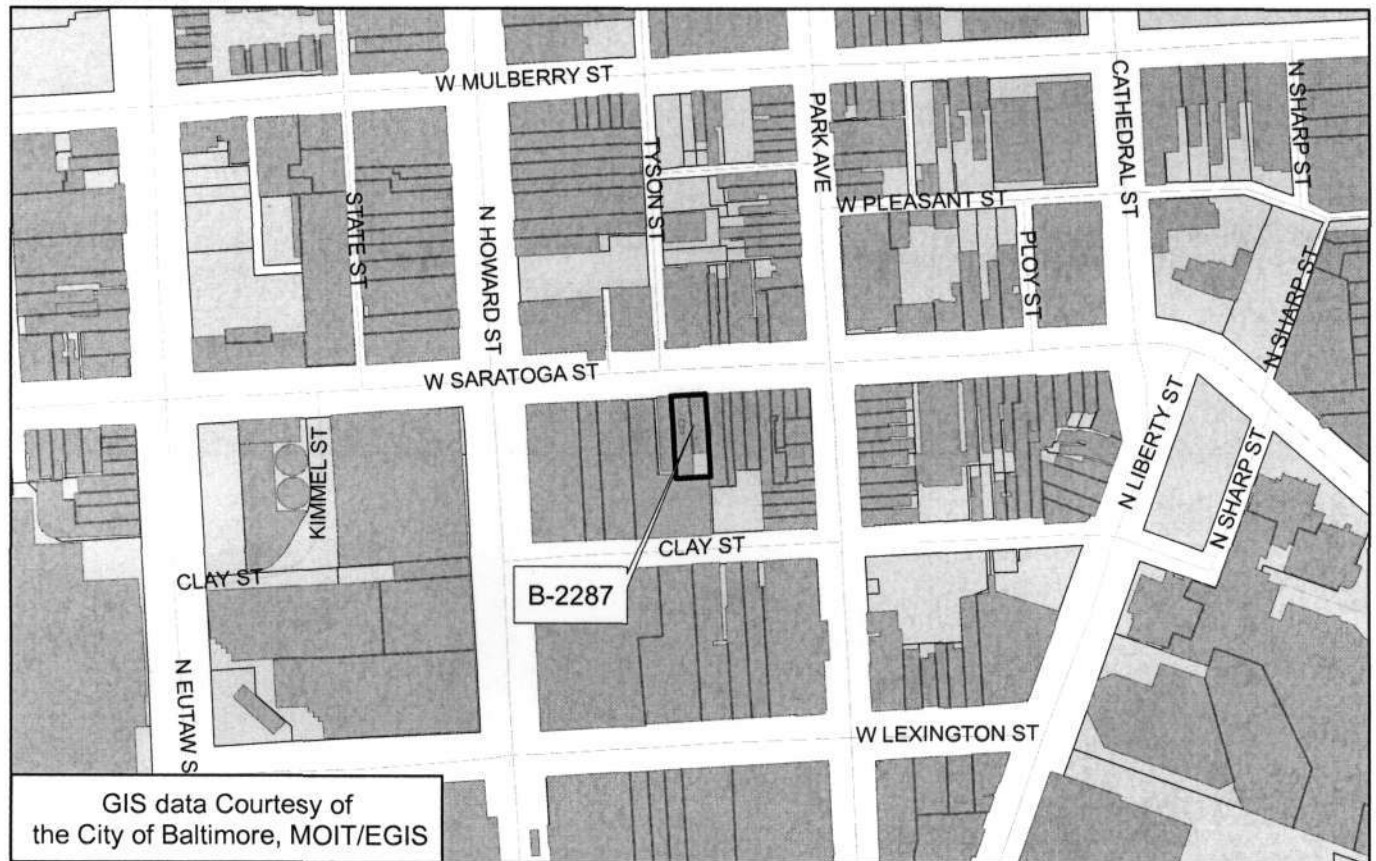 W MULBERRY ST
CATHEDRAL ST
N SHARP ST
PARK AVE
TYSON ST
STATE ST
N HOWARD ST
W PLEASANT ST
PLOY ST
N SHARP ST
W SARATOGA ST
N LIBERTY ST
KIMMEL ST
N SHARP ST
CLAY ST
CLAY ST
B-2287
N EUTAW S
W LEXINGTON ST
GIS data Courtesy of
the City of Baltimore, MOIT/EGIS